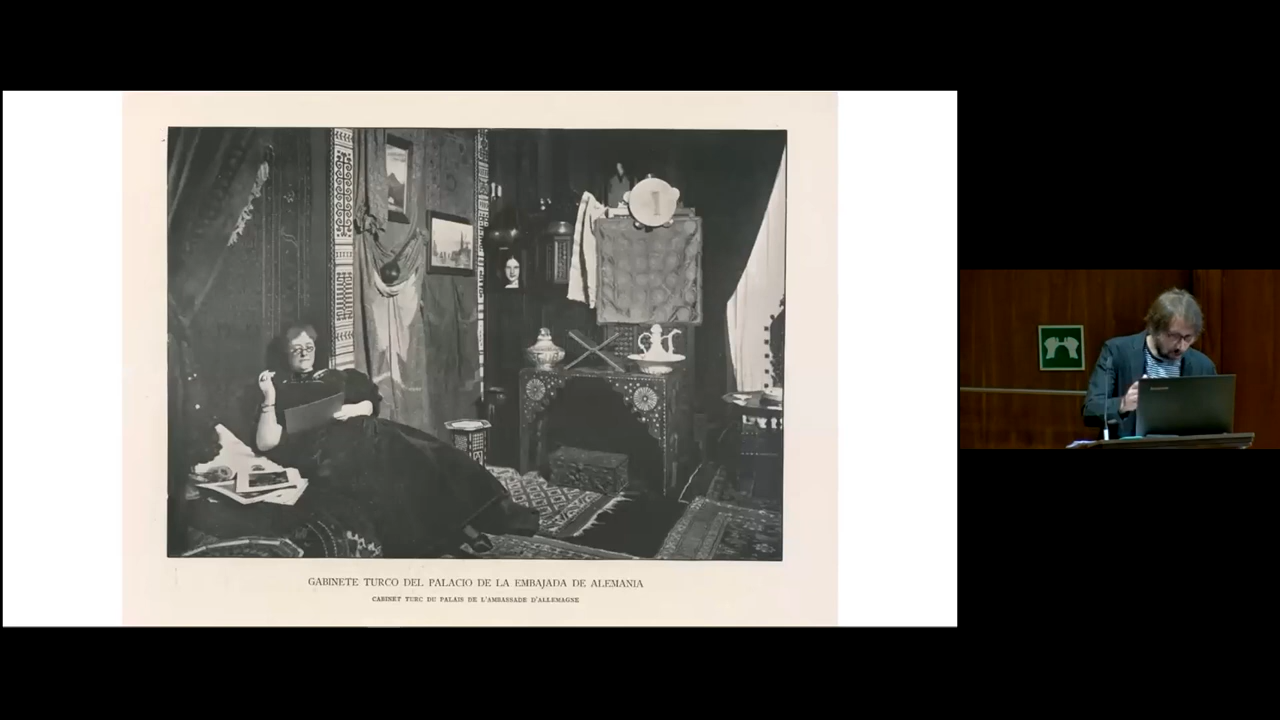 GABINETE TURCO DEL PALACIO DE LA EMBAJADA DE ALEMANIA
CABINET TURC DU PALAIS DE L'AMBASSADE D'ALLEMAGNE